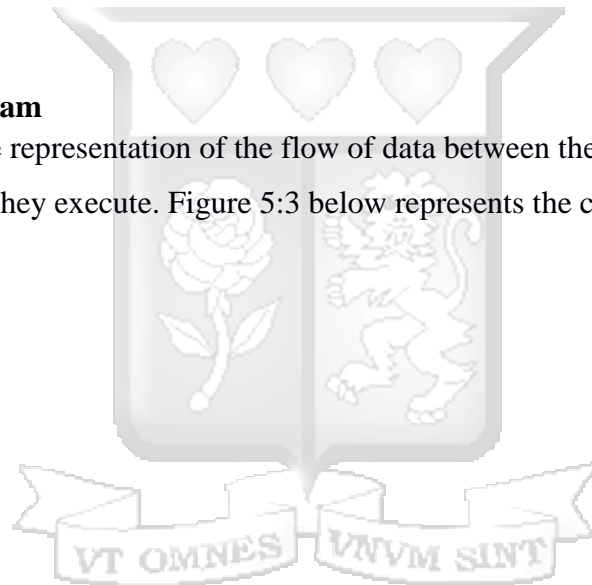 am
e representation of the flow of data between the
they execute. Figure 5:3 below represents the c
VT OMNES VNVM SINT